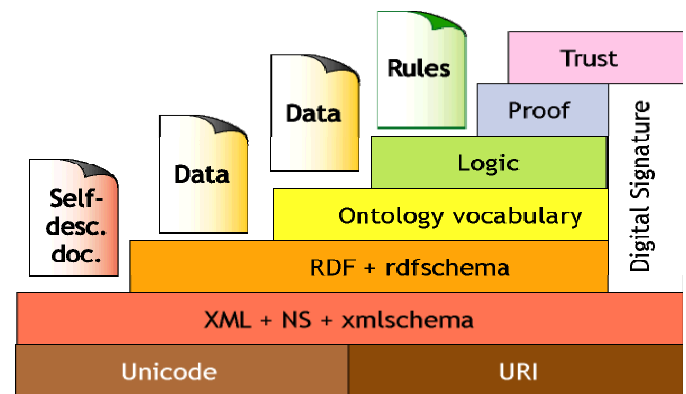 Trust
Rules
Proof
Data
Logic
Data
Digital Signature
Self-
desc.
doc.
Ontology vocabulary
RDF + rdfschema
XML + NS + xmlschema
Unicode
URI